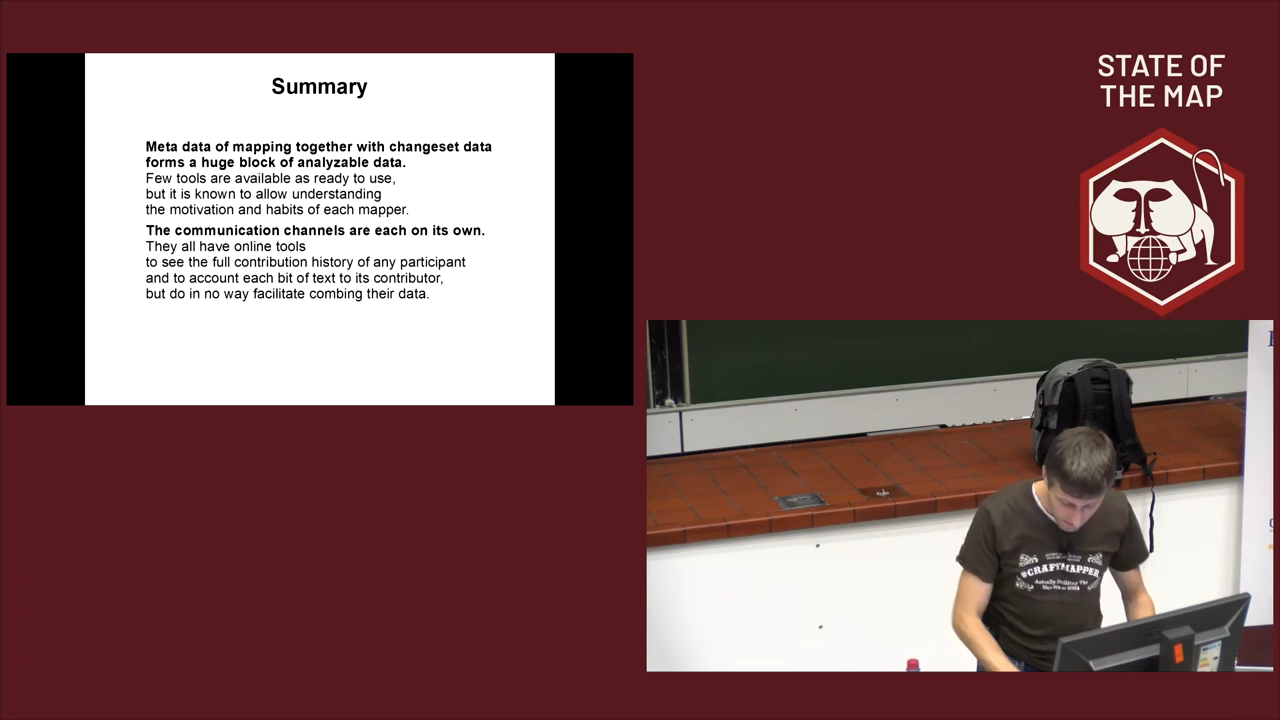 Summary
Meta data of mapping together with changeset data
forms a huge block of analyzable data.
Few tools are available as ready to use,
but it is known to allow understanding
the motivation and habits of each mapper.
The communication channels are each on its own.
They all have online tools
to see the full contribution history of any participant
and to account each bit of text to its contributor,
but do in no way facilitate combing their data.
STATE OF
THE MAP
#CRAFTMAPPER
Actually Building The